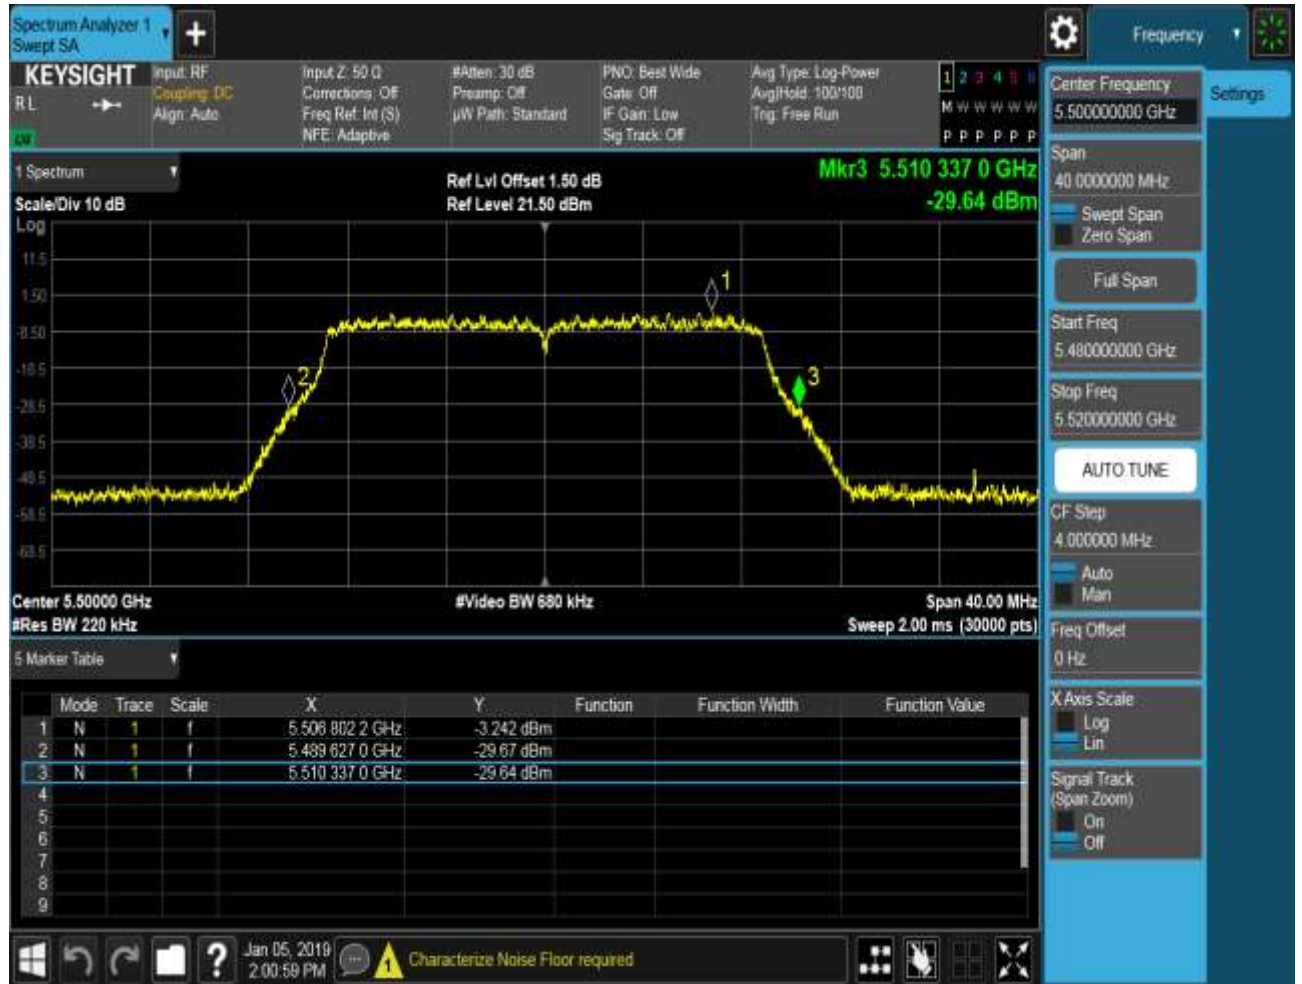 Spectrum Analyzer 1
Swept SA
+
Frequency
KEYSIGHT
Input: RF
Coupling: DC
Align: Auto
Input Z: 50 Ω
Corrections: Off
Freq Ref: Int (S)
NFE: Adaptive
#Atten: 30 dB
Preamp: Off
µW Path: Standard
PNO: Best Wide
Gate: Off
IF Gain: Low
Sig Track: Off
Avg Type: Log-Power
Avg|Hold: 100/100
Trig: Free Run
1 2 3 4 5 6
M W W W W W
P P P P P P
R L
1 Spectrum
Scale/Div 10 dB
Ref Lvl Offset 1.50 dB
Ref Level 21.50 dBm
Mkr3 5.510 337 0 GHz
-29.64 dBm
Log
11.5
1.50
-8.50
-18.5
-28.5
-38.5
-48.5
-58.5
-68.5
1
2
3
Center 5.50000 GHz
#Video BW 680 kHz
Span 40.00 MHz
#Res BW 220 kHz
Sweep 2.00 ms (30000 pts)
5 Marker Table
Mode Trace Scale X Y Function Function Width Function Value
1 N 1 f 5.506 802 2 GHz -3.242 dBm
2 N 1 f 5.489 627 0 GHz -29.67 dBm
3 N 1 f 5.510 337 0 GHz -29.64 dBm
4
5
6
7
8
9
Center Frequency
5.500000000 GHz
Settings
Span
40.0000000 MHz
Swept Span
Zero Span
Full Span
Start Freq
5.480000000 GHz
Stop Freq
5.520000000 GHz
AUTO TUNE
CF Step
4.000000 MHz
Auto
Man
Freq Offset
0 Hz
X Axis Scale
Log
Lin
Signal Track
(Span Zoom)
On
Off
?
Jan 05, 2019
2:00:59 PM
1
Characterize Noise Floor required